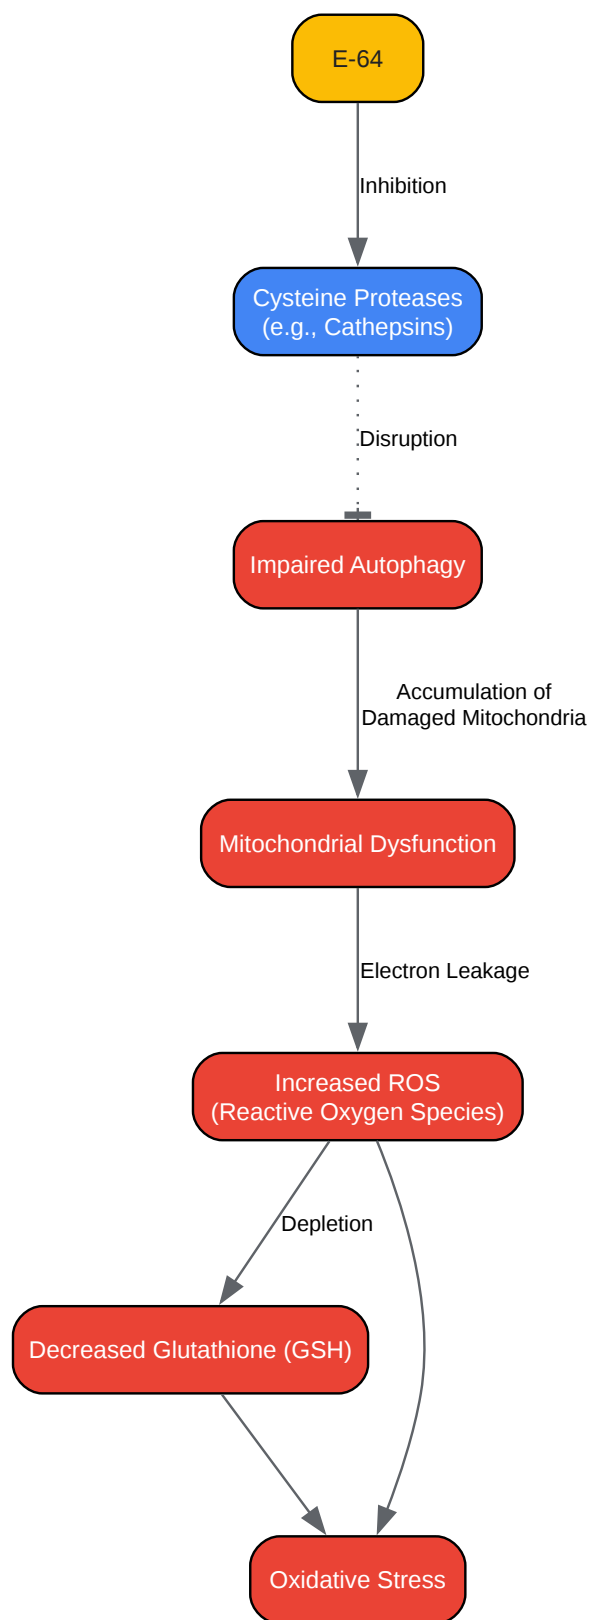 E-64
Inhibition
Cysteine Proteases
(e.g., Cathepsins)
Disruption
Impaired Autophagy
Accumulation of
Damaged Mitochondria
Mitochondrial Dysfunction
Electron Leakage
Increased ROS
(Reactive Oxygen Species)
Depletion
Decreased Glutathione (GSH)
Oxidative Stress